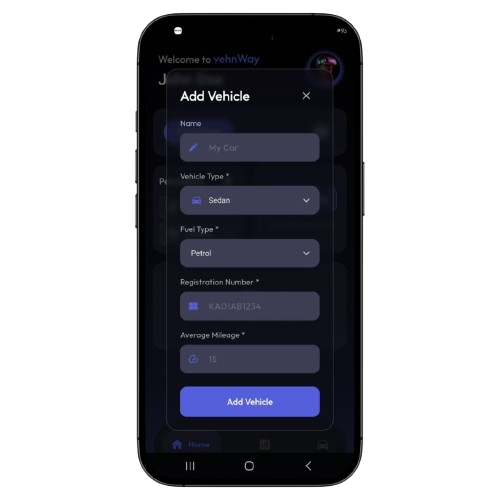 Welcome to vehnWay
Add Vehicle
Name
My Car
Vehicle Type *
Sedan
Fuel Type *
Petrol
Registration Number *
KA01AB1234
Average Mileage *
15
Add Vehicle
Home